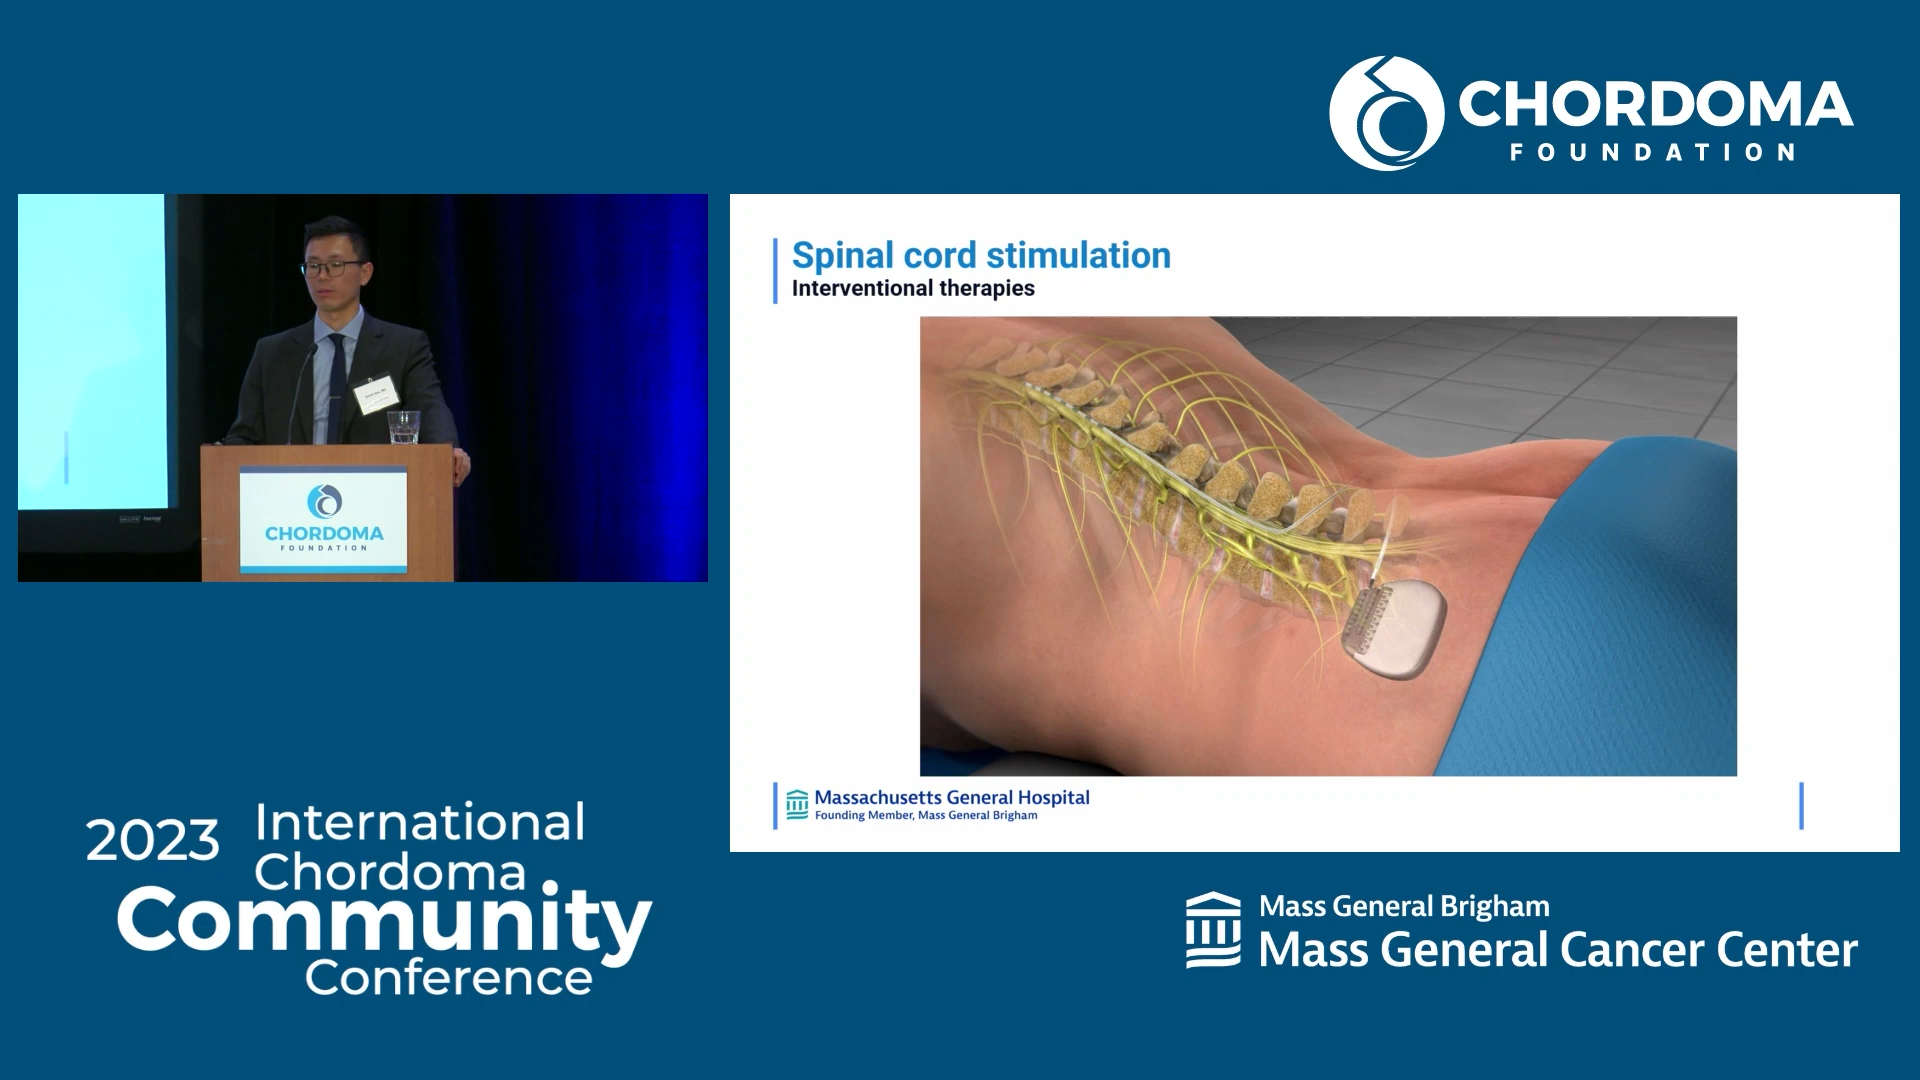 CHORDOMA
FOUNDATION
Spinal cord stimulation
Interventional therapies
CHORDOMA
FOUNDATION
Massachusetts General Hospital
Founding Member, Mass General Brigham
2023 International
Chordoma
Community
Conference
Mass General Brigham
Mass General Cancer Center